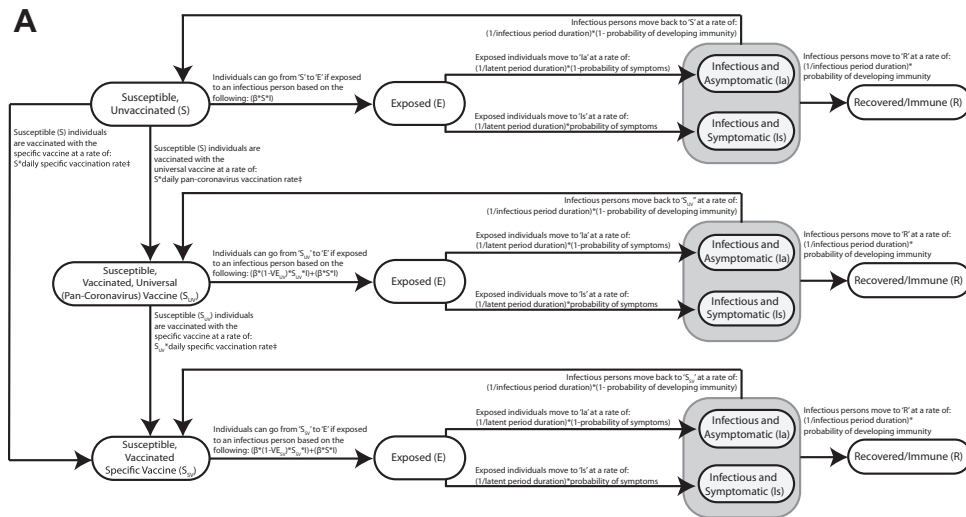 A
Infectious persons move back to 'S' at a rate of:
(1/infectious period duration)*(1- probability of developing immunity)
Individuals can go from 'S' to 'E' if exposed
to an infectious person based on the
following: (β*S*I)
Exposed individuals move to 'Ia' at a rate of:
(1/latent period duration)*(1-probability of symptoms)
Infectious and
Asymptomatic (Ia)
Infectious persons move to 'R' at a rate of:
(1/infectious period duration)*
probability of developing immunity
Susceptible,
Unvaccinated (S)
Exposed (E)
Recovered/Immune (R)
Exposed individuals move to 'Is' at a rate of:
(1/latent period duration)*probability of symptoms
Infectious and
Symptomatic (Is)
Susceptible (S) individuals
are vaccinated with the
specific vaccine at a rate of:
S*daily specific vaccination rate‡
Susceptible (S) individuals
are vaccinated with the
universal vaccine at a rate of:
S*daily pan-coronavirus vaccination rate‡
Infectious persons move back to 'S_UV' at a rate of:
(1/infectious period duration)*(1- probability of developing immunity)
Individuals can go from 'S_UV' to 'E' if exposed
to an infectious person based on the
following: (β*(1-VE_UV)*S_UV*I)+(β*S*I)
Exposed individuals move to 'Ia' at a rate of:
(1/latent period duration)*(1-probability of symptoms)
Infectious and
Asymptomatic (Ia)
Infectious persons move to 'R' at a rate of:
(1/infectious period duration)*
probability of developing immunity
Susceptible,
Vaccinated, Universal
(Pan-Coronavirus) Vaccine (S_UV)
Exposed (E)
Recovered/Immune (R)
Exposed individuals move to 'Is' at a rate of:
(1/latent period duration)*probability of symptoms
Infectious and
Symptomatic (Is)
Susceptible (S_UV) individuals
are vaccinated with the
specific vaccine at a rate of:
S_UV*daily specific vaccination rate‡
Infectious persons move back to 'S_SV' at a rate of:
(1/infectious period duration)*(1- probability of developing immunity)
Individuals can go from 'S_SV' to 'E' if exposed
to an infectious person based on the
following: (β*(1-VE_SV)*S_SV*I)+(β*S*I)
Exposed individuals move to 'Ia' at a rate of:
(1/latent period duration)*(1-probability of symptoms)
Infectious and
Asymptomatic (Ia)
Infectious persons move to 'R' at a rate of:
(1/infectious period duration)*
probability of developing immunity
Susceptible,
Vaccinated
Specific Vaccine (S_SV)
Exposed (E)
Recovered/Immune (R)
Exposed individuals move to 'Is' at a rate of:
(1/latent period duration)*probability of symptoms
Infectious and
Symptomatic (Is)